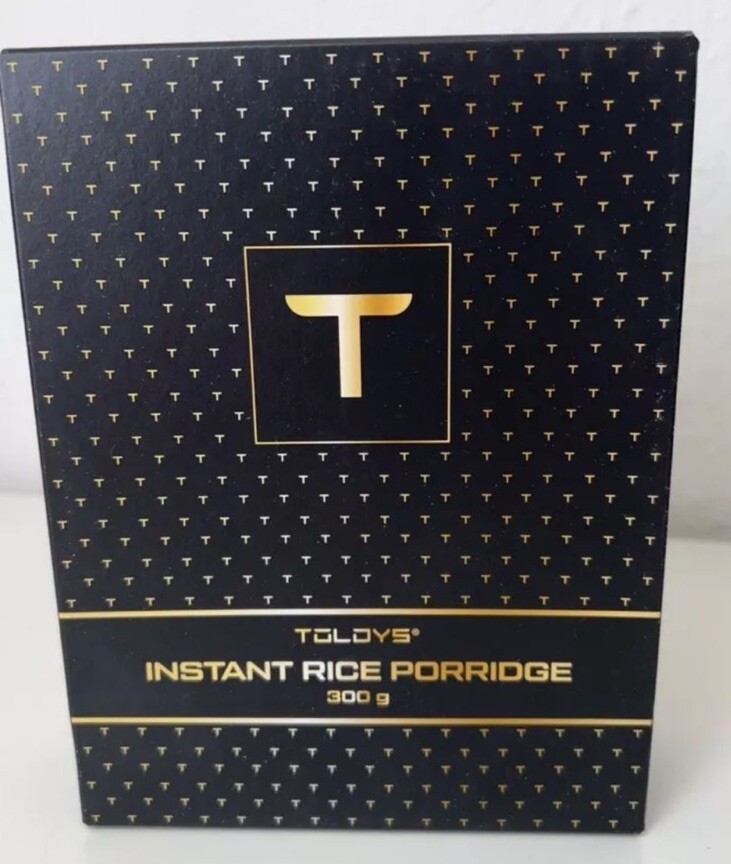 T
TOLDYS®
INSTANT RICE PORRIDGE
300 g